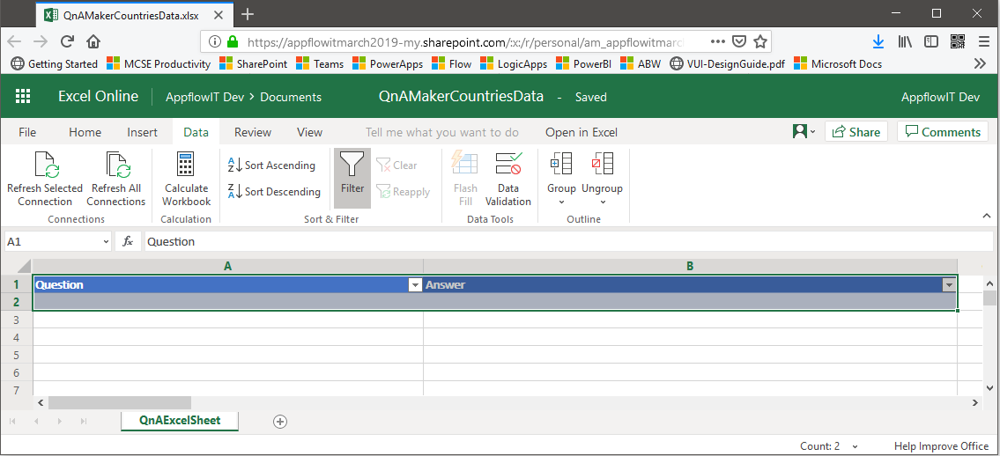 QnAMakerCountriesData.xlsx
https://appflowitmarch2019-my.sharepoint.com/:x:/r/personal/am_appflowitmarc
Getting Started MCSE Productivity SharePoint Teams PowerApps Flow LogicApps PowerBI ABW VUI-DesignGuide.pdf Microsoft Docs
Excel Online AppflowIT Dev > Documents QnAMakerCountriesData - Saved AppflowIT Dev
File Home Insert Data Review View Tell me what you want to do Open in Excel Share Comments
Refresh Selected Connection
Refresh All Connections
Connections
Calculate Workbook
Calculation
Sort Ascending
Sort Descending
Filter
Clear
Reapply
Sort & Filter
Flash Fill
Data Validation
Data Tools
Group
Ungroup
Outline
A1 fx Question
A B
1 Question Answer
2
3
4
5
6
7
QnAExcelSheet
Count: 2 Help Improve Office